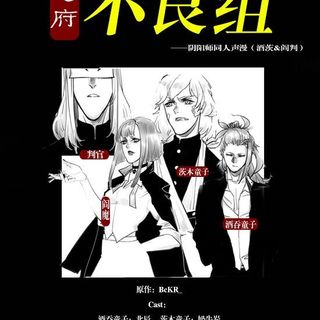 府
不良组
——阴阳师同人声漫（酒茨&阎判）
判官
茨木童子
阎魔
酒吞童子
原作：BcKR_
Cast：